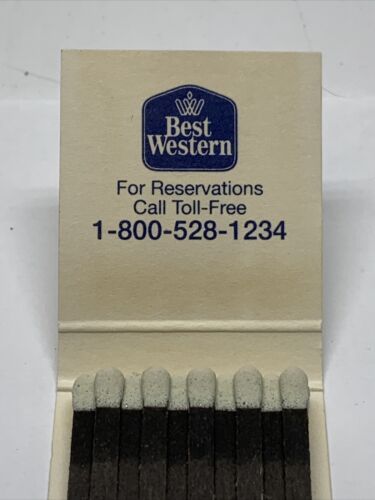 Best
Western
For Reservations
Call Toll-Free
1-800-528-1234